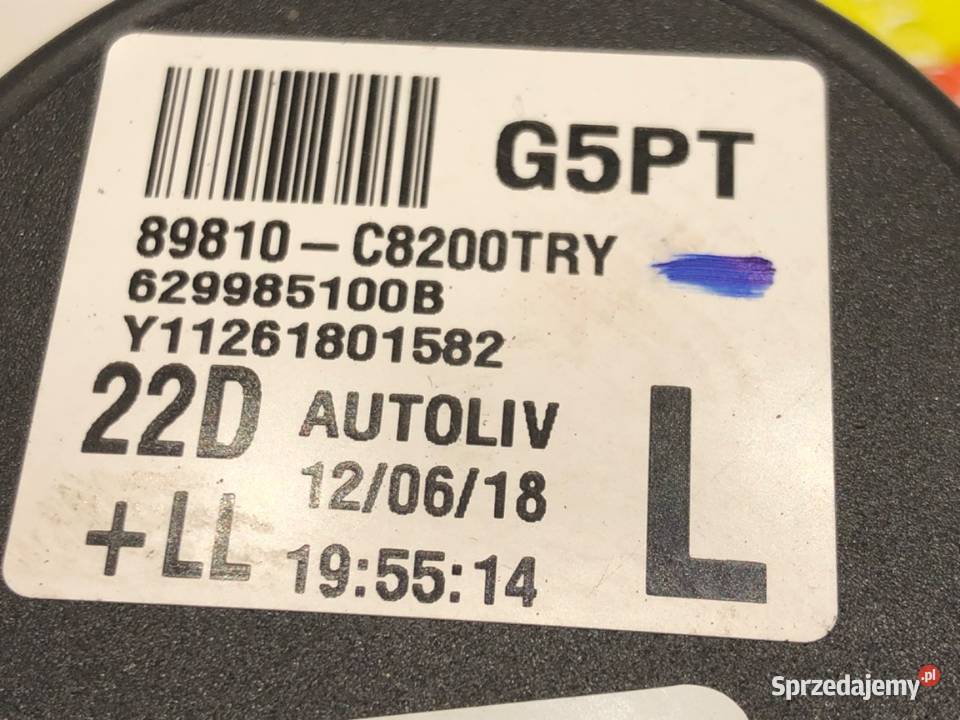 G5PT
89810-C8200TRY
629985100B
Y11261801582
22D AUTOLIV
12/06/18
L
+LL 19:55:14
Sprzedajemy.pl